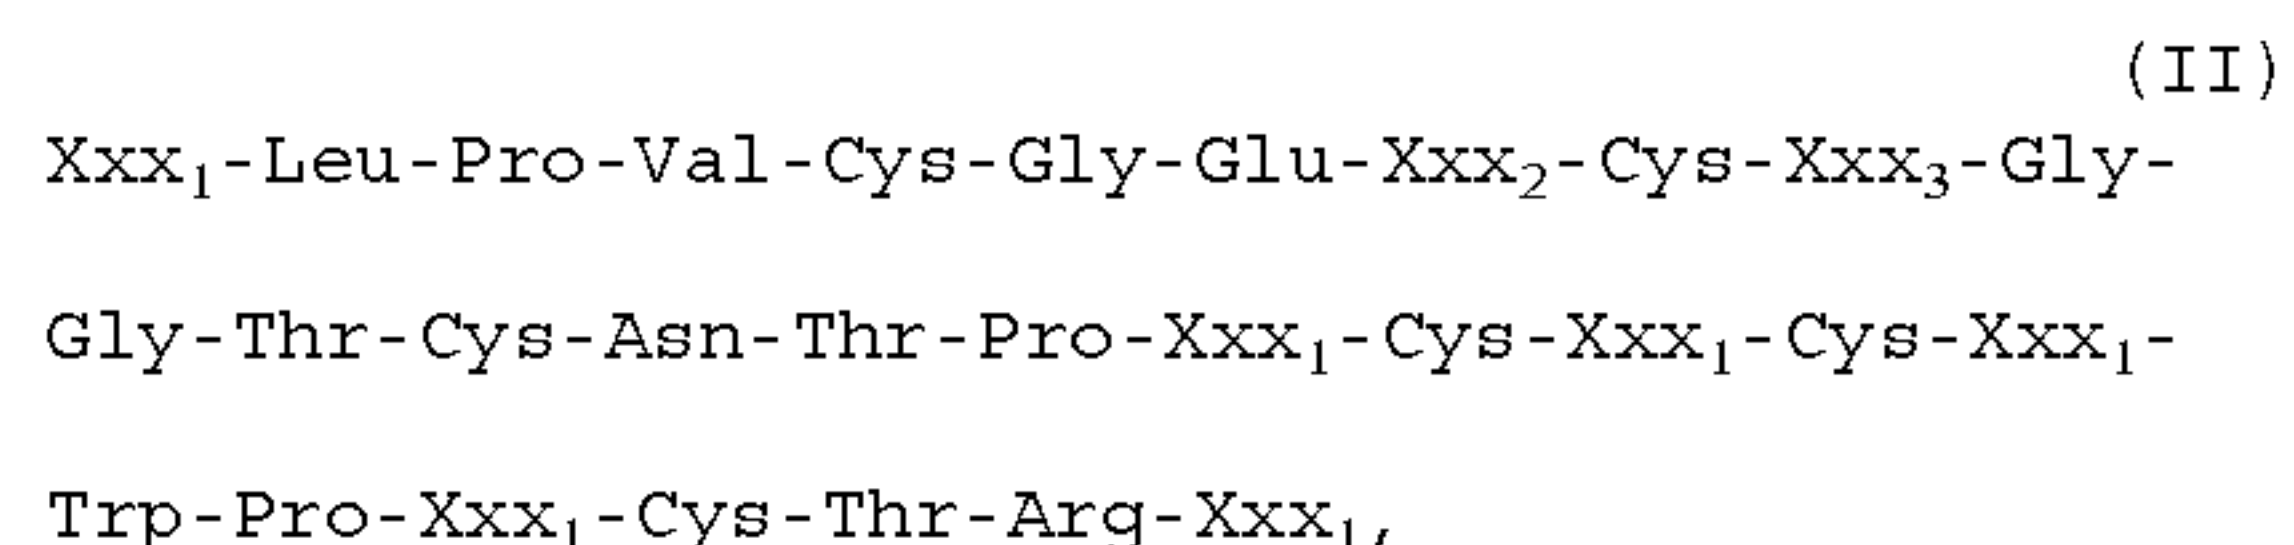 (II)
Xxx₁-Leu-Pro-Val-Cys-Gly-Glu-Xxx₂-Cys-Xxx₃-Gly-
Gly-Thr-Cys-Asn-Thr-Pro-Xxx₁-Cys-Xxx₁-Cys-Xxx₁-
Trp-Pro-Xxx₁-Cys-Thr-Arg-Xxx₁,